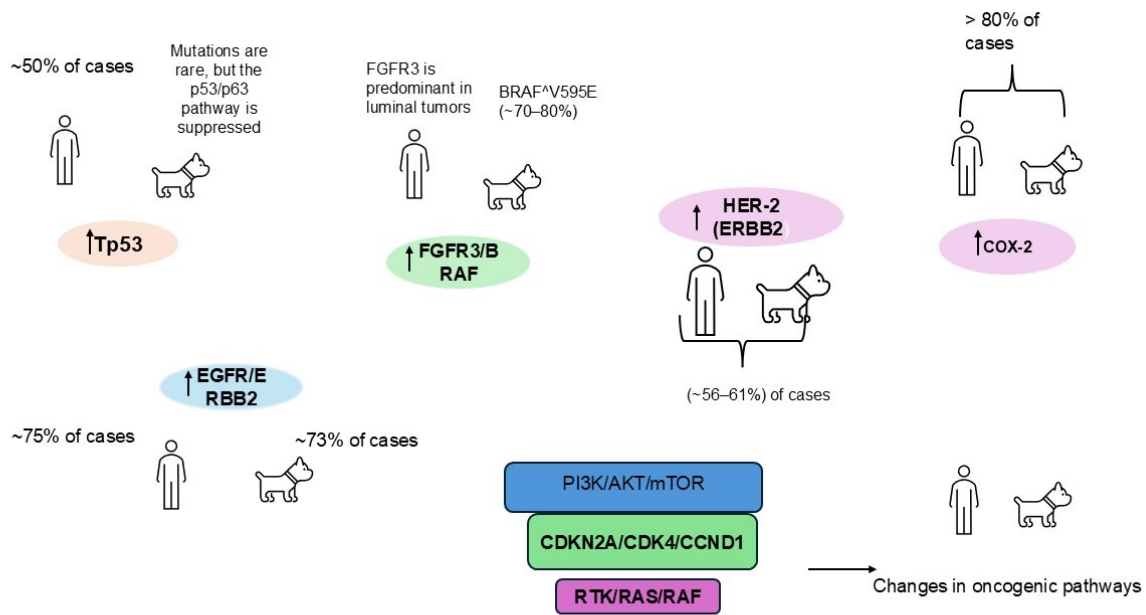 ~50% of cases
Mutations are
rare, but the
p53/p63
pathway is
suppressed
↑Tp53
FGFR3 is
predominant in
luminal tumors
BRAF^V595E
(~70–80%)
↑ FGFR3/B
RAF
↑ HER-2
(ERBB2)
(~56–61%) of cases
> 80% of
cases
↑COX-2
↑ EGFR/E
RBB2
~75% of cases
~73% of cases
PI3K/AKT/mTOR
CDKN2A/CDK4/CCND1
RTK/RAS/RAF
Changes in oncogenic pathways